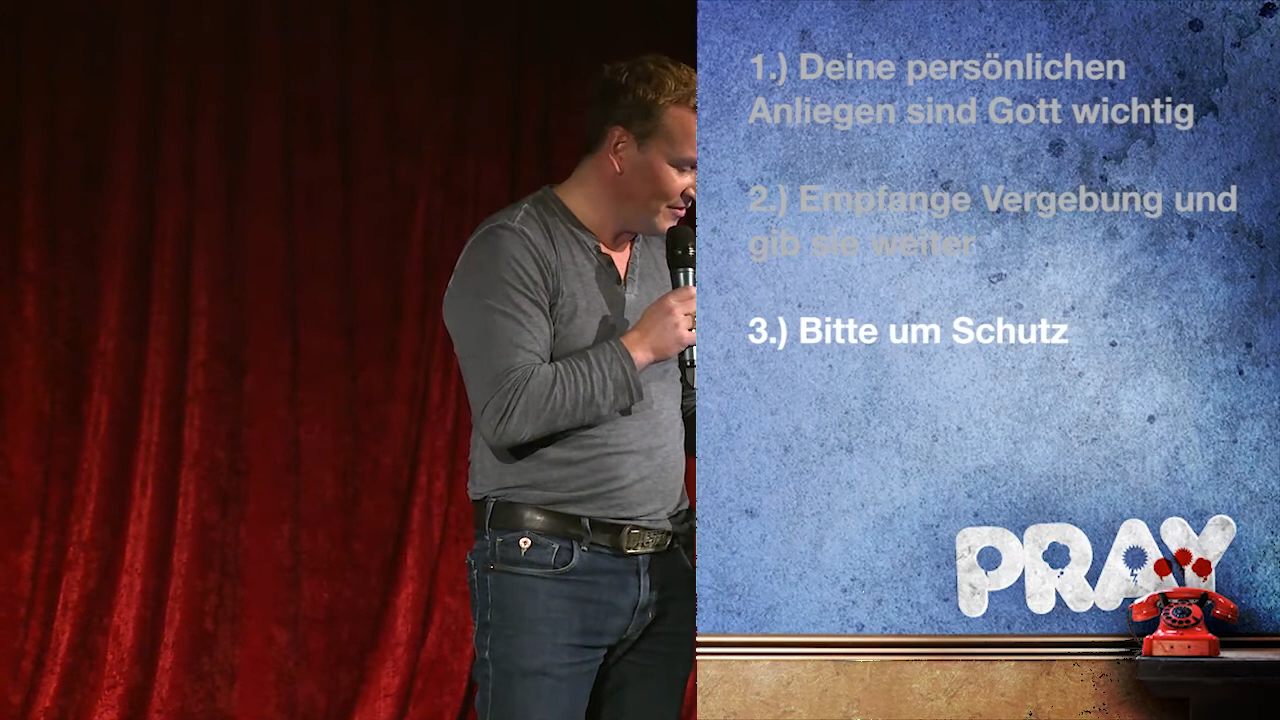 1.) Deine persönlichen
Anliegen sind Gott wichtig
2.) Empfange Vergebung und
gib sie weiter
3.) Bitte um Schutz
PRAY